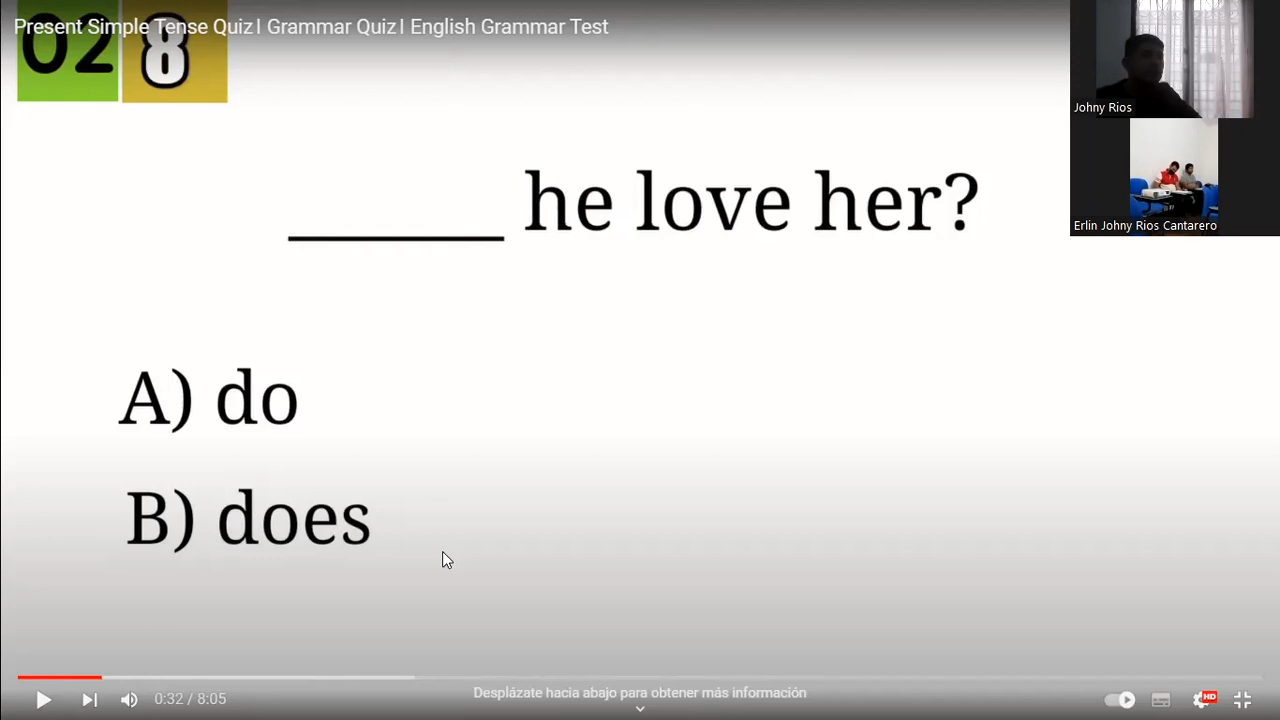 Present Simple Tense Quiz l Grammar Quiz l English Grammar Test
02 8
Johny Rios
______ he love her?
Erlin Johny Rios Cantarero
A) do
B) does
0:32 / 8:05
Desplázate hacia abajo para obtener más información
HD